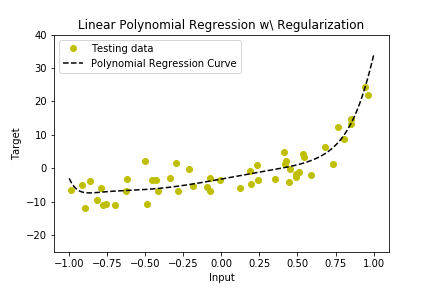 Linear Polynomial Regression w\ Regularization
Testing data
Polynomial Regression Curve
40
30
20
10
0
−10
−20
Target
−1.00 −0.75 −0.50 −0.25 0.00 0.25 0.50 0.75 1.00
Input